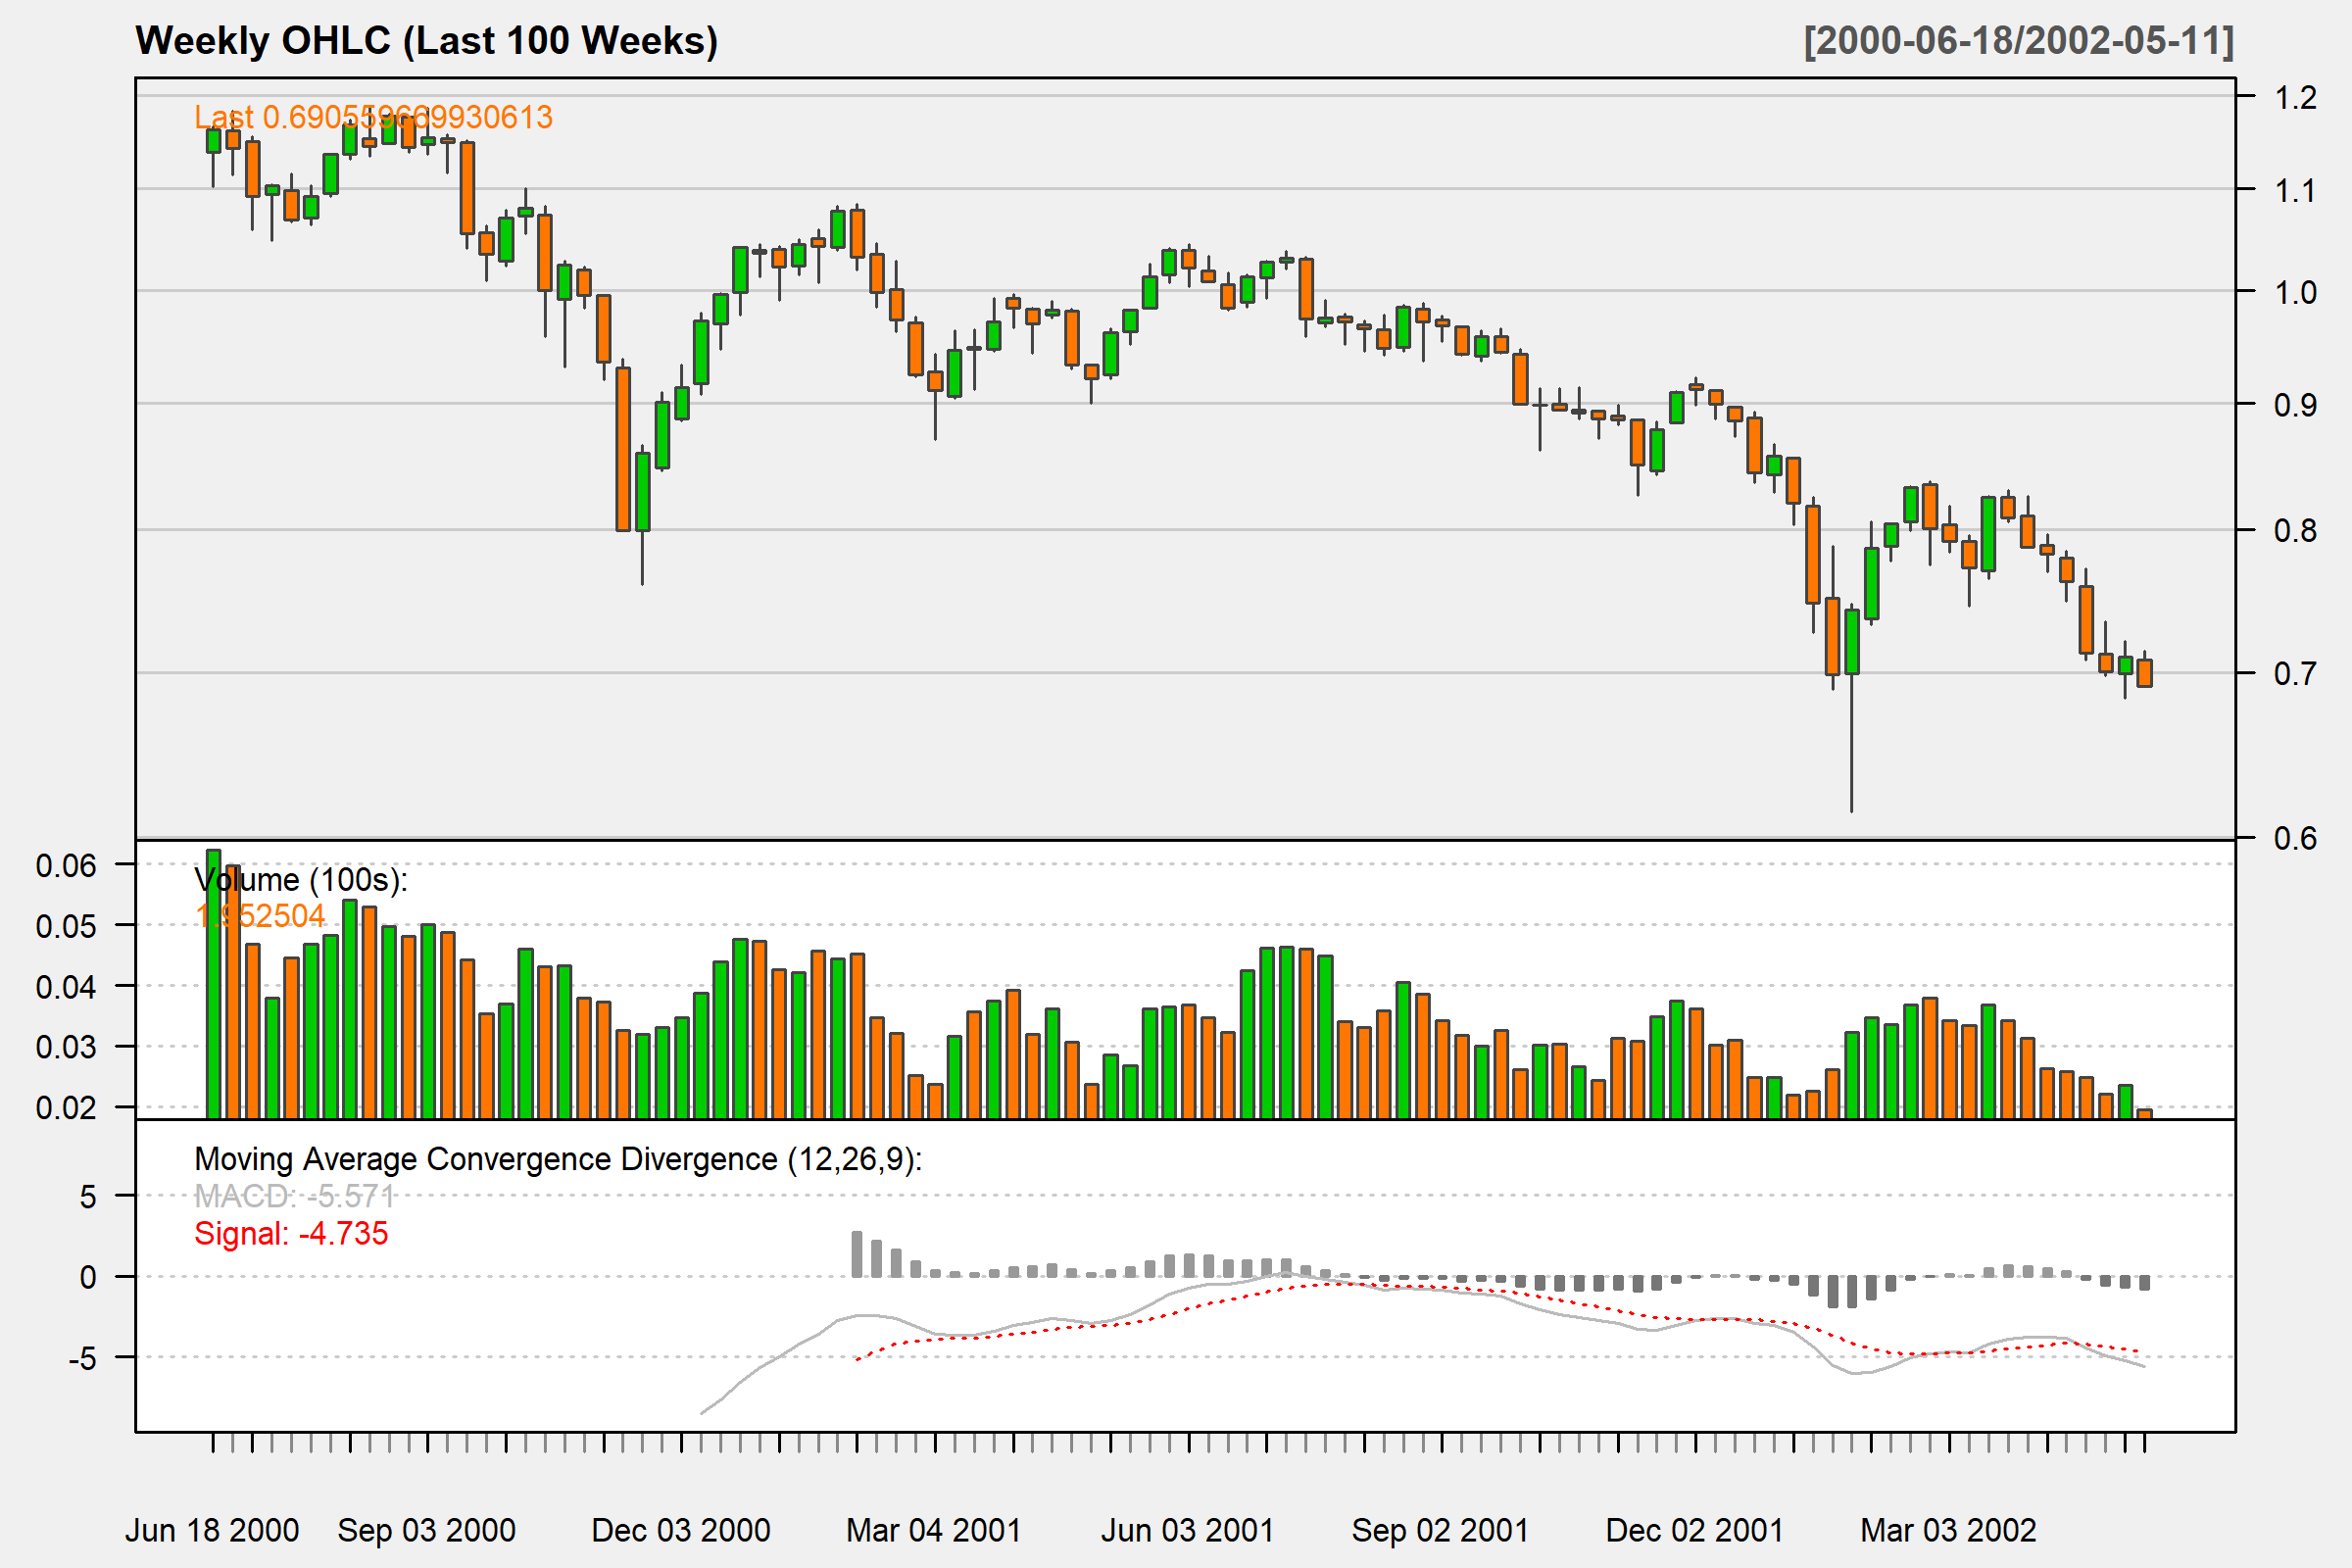 Weekly OHLC (Last 100 Weeks)
[2000-06-18/2002-05-11]
Last 0.690559669930613
1.2
1.1
1.0
0.9
0.8
0.7
0.6
Volume (100s):
1.952504
0.06
0.05
0.04
0.03
0.02
Moving Average Convergence Divergence (12,26,9):
MACD: -5.571
Signal: -4.735
5
0
-5
Jun 18 2000 Sep 03 2000 Dec 03 2000 Mar 04 2001 Jun 03 2001 Sep 02 2001 Dec 02 2001 Mar 03 2002